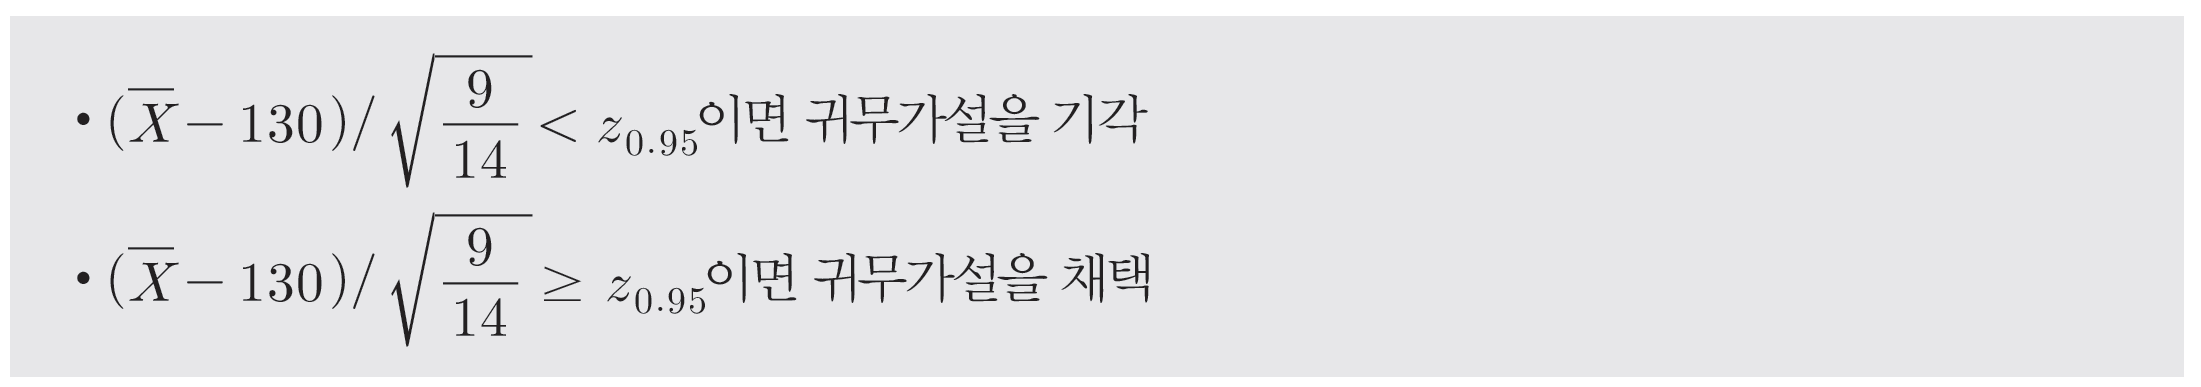 • (X̄ − 130)/√(9/14) < z₀.₉₅이면 귀무가설을 기각
• (X̄ − 130)/√(9/14) ≥ z₀.₉₅이면 귀무가설을 채택